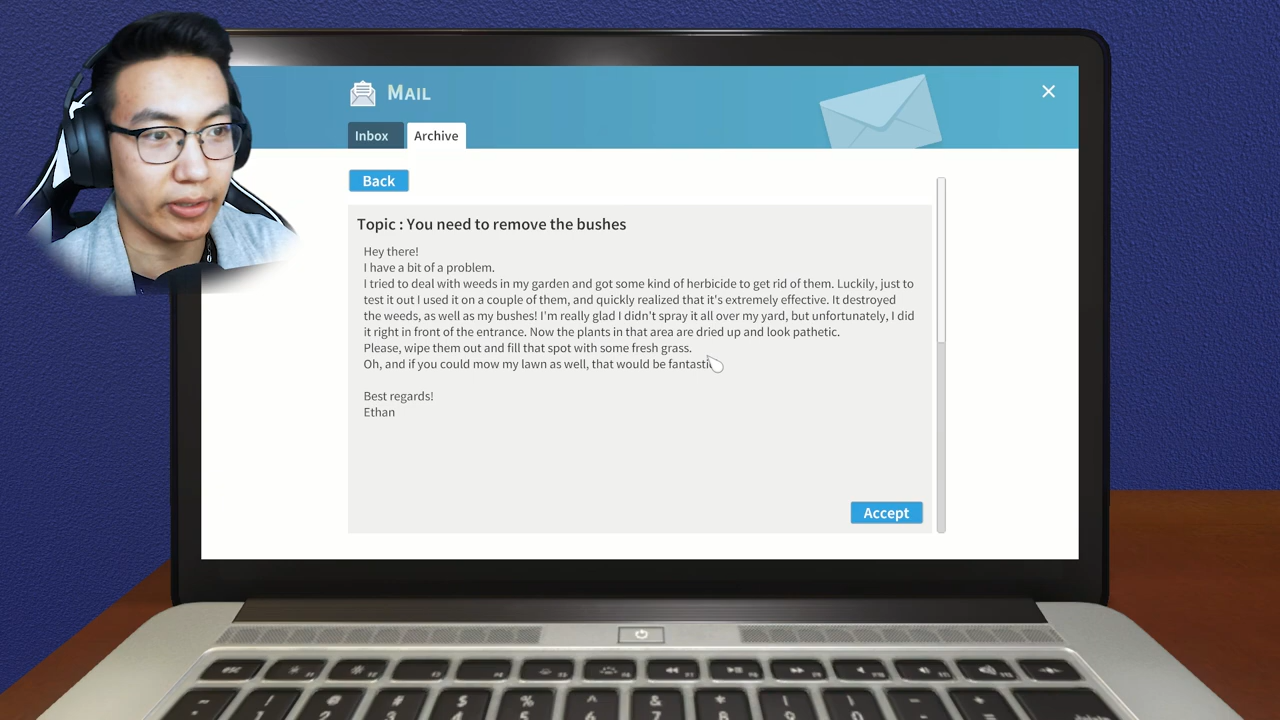 MAIL
Inbox
Archive
Back
Topic : You need to remove the bushes
Hey there!
I have a bit of a problem.
I tried to deal with weeds in my garden and got some kind of herbicide to get rid of them. Luckily, just to
test it out I used it on a couple of them, and quickly realized that it's extremely effective. It destroyed
the weeds, as well as my bushes! I'm really glad I didn't spray it all over my yard, but unfortunately, I did
it right in front of the entrance. Now the plants in that area are dried up and look pathetic.
Please, wipe them out and fill that spot with some fresh grass.
Oh, and if you could mow my lawn as well, that would be fantastic
Best regards!
Ethan
Accept